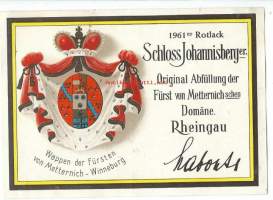 1961er Rotlack
Schloss Johannisberger.
Original Abfüllung der
Fürst von Metternich schen
Domäne.
Rheingau
Wappen der Fürsten
von Metternich-Winneburg